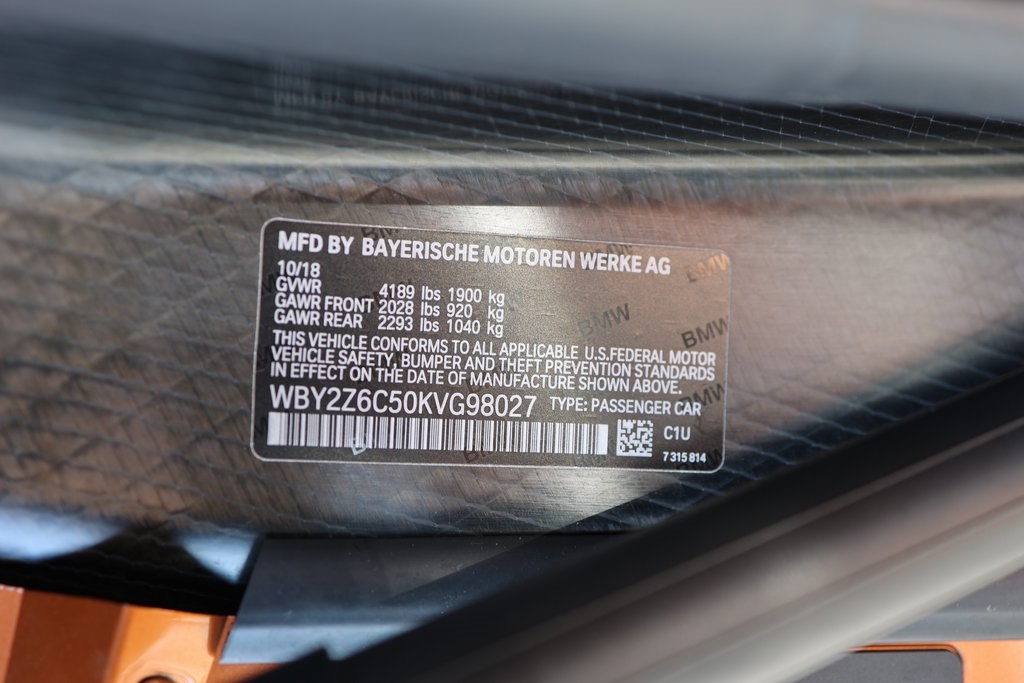 MFD BY BAYERISCHE MOTOREN WERKE AG
10/18
GVWR 4189 lbs 1900 kg
GAWR FRONT 2028 lbs 920 kg
GAWR REAR 2293 lbs 1040 kg
THIS VEHICLE CONFORMS TO ALL APPLICABLE U.S.FEDERAL MOTOR
VEHICLE SAFETY, BUMPER AND THEFT PREVENTION STANDARDS
IN EFFECT ON THE DATE OF MANUFACTURE SHOWN ABOVE.
WBY2Z6C50KVG98027 TYPE: PASSENGER CAR
C1U
7 315 814
BMW
BMW
BMW